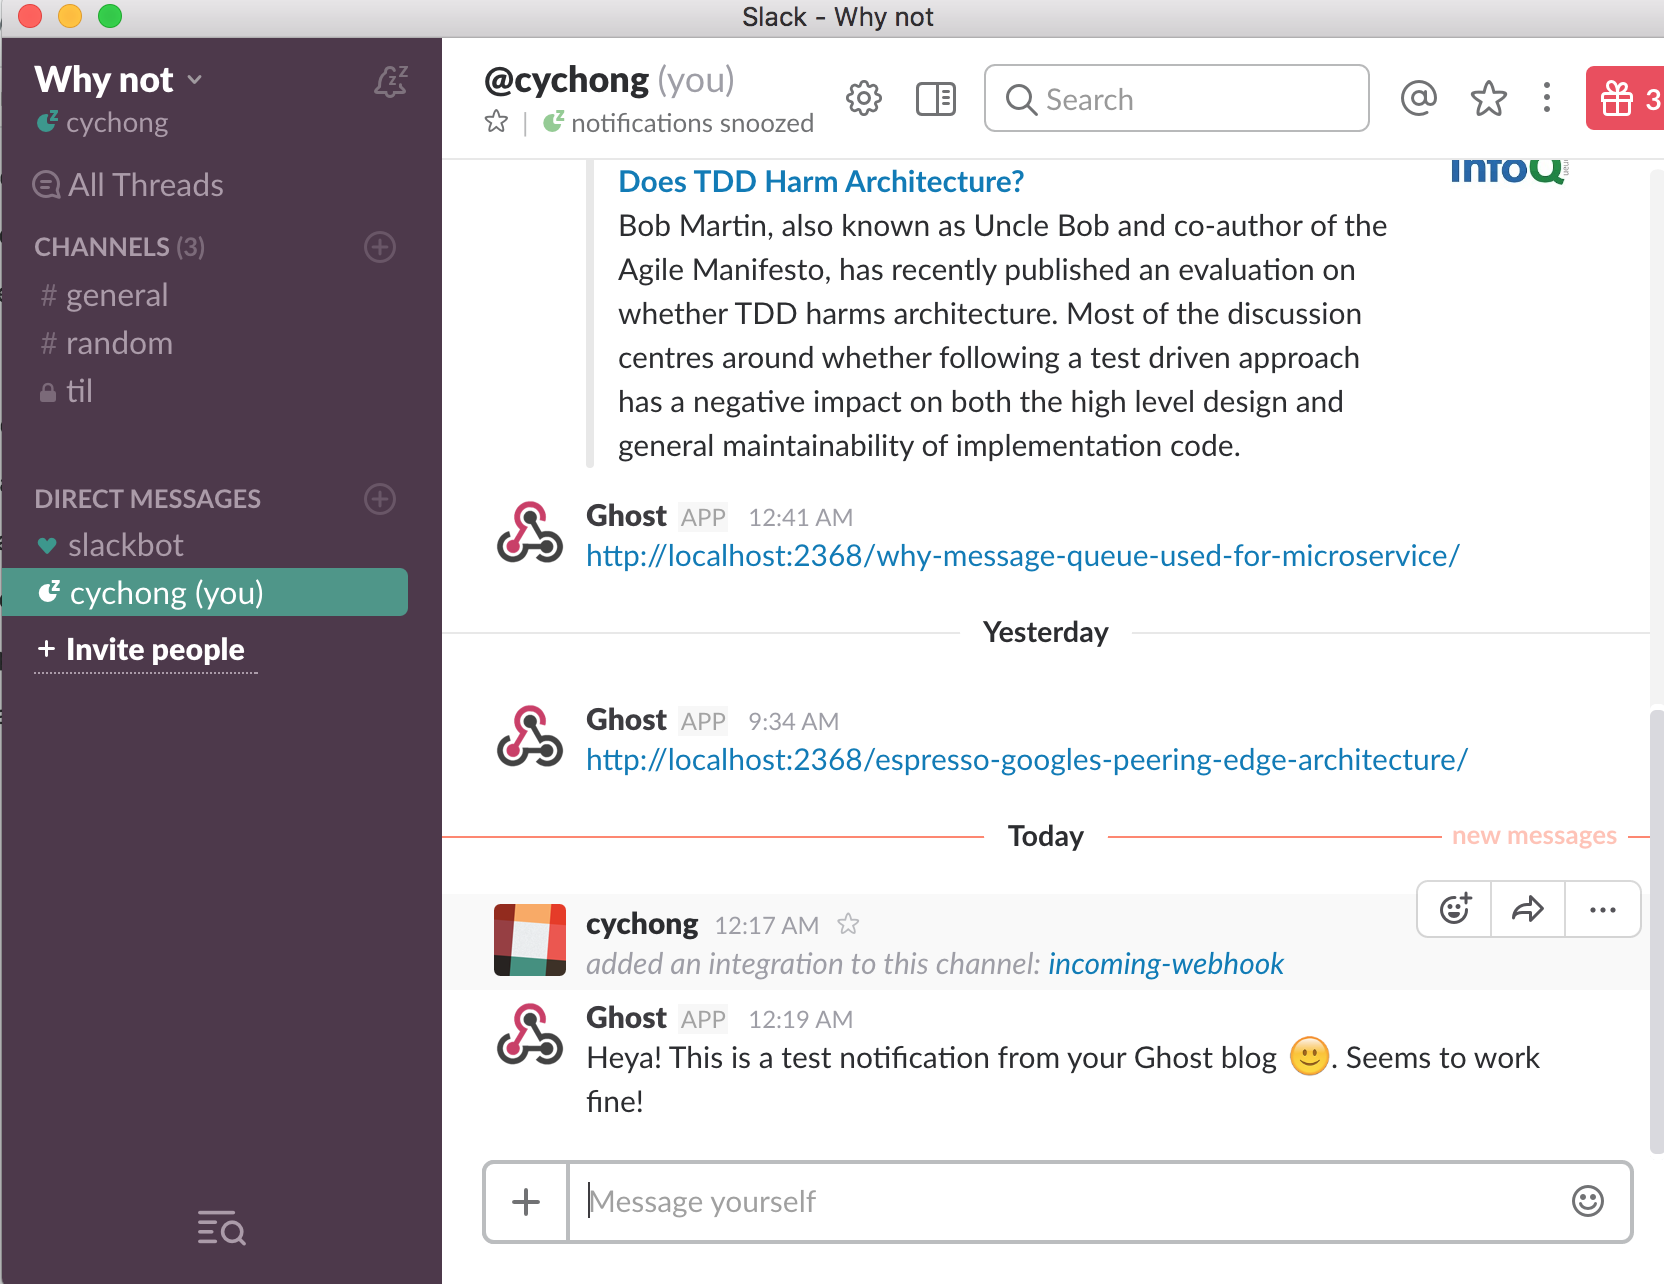 Slack - Why not
Why not
cychong
All Threads
CHANNELS (3)
# general
# random
til
DIRECT MESSAGES
slackbot
cychong (you)
+ Invite people
@cychong (you)
notifications snoozed
Search
3
InfoQ
Does TDD Harm Architecture?
Bob Martin, also known as Uncle Bob and co-author of the
Agile Manifesto, has recently published an evaluation on
whether TDD harms architecture. Most of the discussion
centres around whether following a test driven approach
has a negative impact on both the high level design and
general maintainability of implementation code.
Ghost APP 12:41 AM
http://localhost:2368/why-message-queue-used-for-microservice/
Yesterday
Ghost APP 9:34 AM
http://localhost:2368/espresso-googles-peering-edge-architecture/
Today
new messages
cychong 12:17 AM
added an integration to this channel: incoming-webhook
Ghost APP 12:19 AM
Heya! This is a test notification from your Ghost blog 🙂. Seems to work
fine!
Message yourself